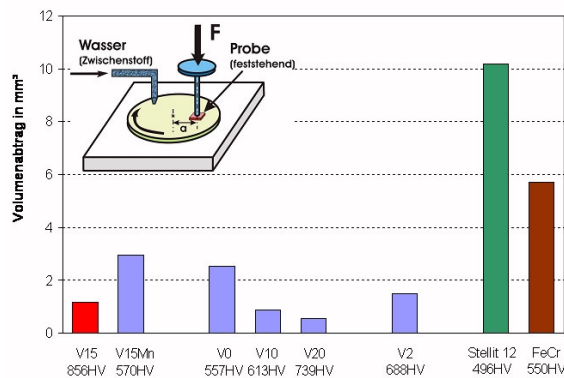 12
10
8
6
4
2
0
Volumenabtrag in mm³
Wasser
(Zwischenstoff)
F
Probe
(feststehend)
a
V15
856HV
V15Mn
570HV
V0
557HV
V10
613HV
V20
739HV
V2
688HV
Stellit 12
496HV
FeCr
550HV